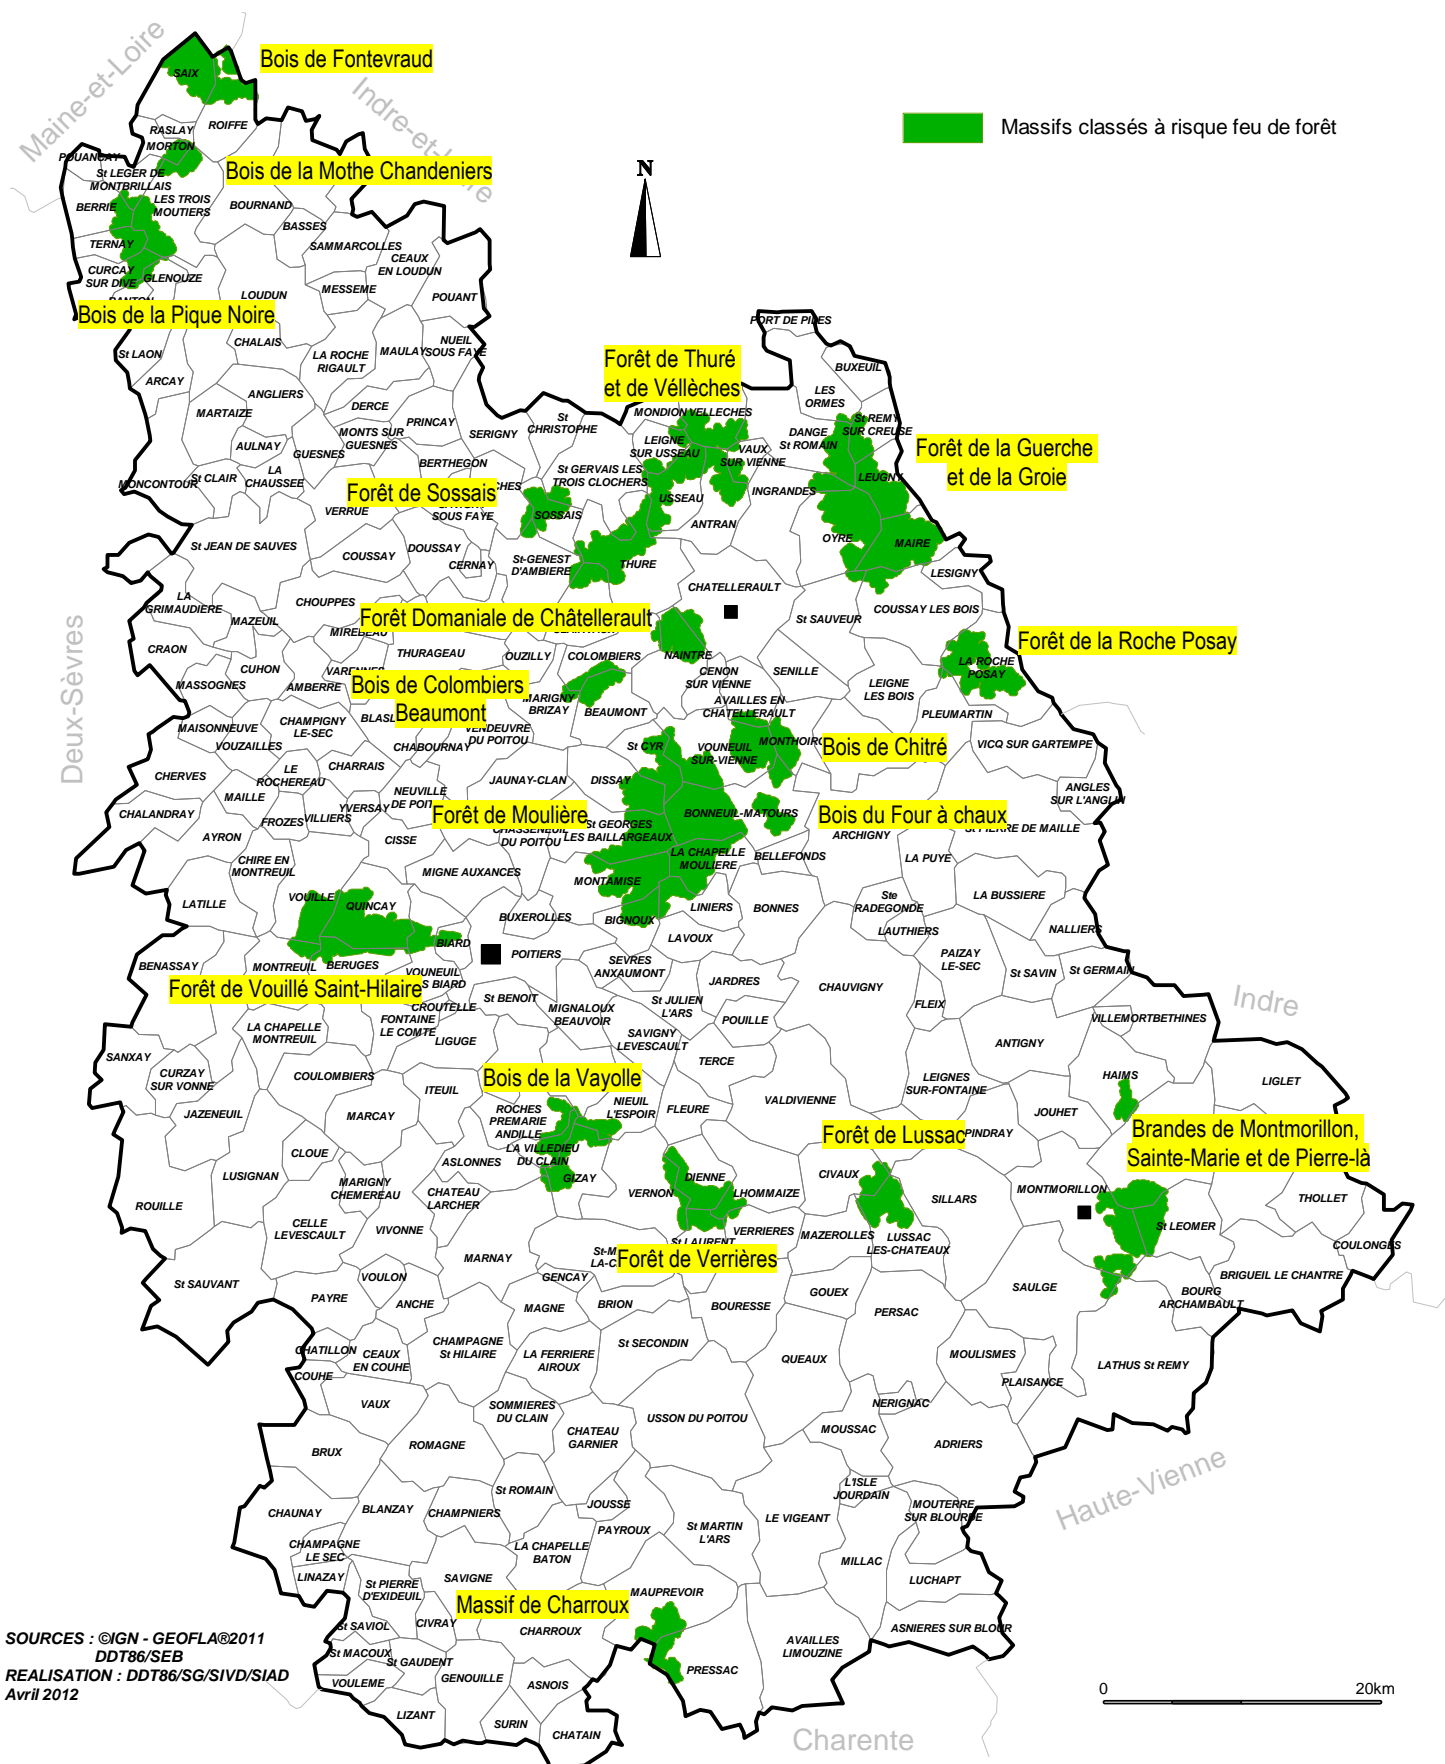 Bois de Fontevraud
Maine-et-Loire
Indre-et-Loire
Massifs classés à risque feu de forêt
N
SAIX
RASLAY
ROIFFE
MORTON
POUANCAY
Bois de la Mothe Chandeniers
St LEGER DE
MONTBRILLAIS
LES TROIS
MOUTIERS
BERRIE
BOURNAND
BASSES
TERNAY
SAMMARCOLLES
CEAUX
EN LOUDUN
CURCAY
SUR DIVE
GLENOUZE
LOUDUN
MESSEME
POUANT
Bois de la Pique Noire
PORT DE PILES
St LAON
CHALAIS
LA ROCHE
RIGAULT
MAULAY
NUEIL
SOUS FAYE
Forêt de Thuré
et de Véllèches
BUXEUIL
ARCAY
ANGLIERS
LES
ORMES
MARTAIZE
DERCE
PRINCAY
St
CHRISTOPHE
MONDION
VELLECHES
St REMY
SUR CREUSE
AULNAY
MONTS SUR
GUESNES
SERIGNY
LEIGNE
SUR USSEAU
DANGE
St ROMAIN
Forêt de la Guerche
et de la Groie
GUESNES
BERTHEGON
VAUX
SUR VIENNE
MONCONTOUR
St CLAIR
LA
CHAUSSEE
St GERVAIS LES
TROIS CLOCHERS
LEUGNY
Forêt de Sossais
CHES
USSEAU
INGRANDES
VERRUE
SOUS FAYE
SOSSAIS
ANTRAN
OYRE
MAIRE
St JEAN DE SAUVES
COUSSAY
DOUSSAY
CERNAY
St-GENEST
D'AMBIERE
THURE
LESIGNY
CHATELLERAULT
LA
GRIMAUDIERE
CHOUPPES
COUSSAY LES BOIS
MAZEUIL
Forêt Domaniale de Châtellerault
St SAUVEUR
MIREBEAU
Forêt de la Roche Posay
CRAON
THURAGEAU
OUZILLY
COLOMBIERS
NAINTRE
LA ROCHE
POSAY
CUHON
CENON
SUR VIENNE
SENILLE
MASSOGNES
AMBERRE
Bois de Colombiers
Beaumont
MARIGNY
BRIZAY
BEAUMONT
AVAILLES EN
CHATELLERAULT
LEIGNE
LES BOIS
PLEUMARTIN
Deux-Sèvres
MAISONNEUVE
CHAMPIGNY
LE-SEC
VENDEUVRE
DU POITOU
VOUZAILLES
CHABOURNAY
St CYR
VOUNEUIL
SUR-VIENNE
Bois de Chitré
VICQ SUR GARTEMPE
CHERVES
LE
ROCHEREAU
CHARRAIS
JAUNAY-CLAN
DISSAY
MAILLE
NEUVILLE
ANGLES
SUR L'ANGLIN
CHALANDRAY
FROZES
VILLIERS
YVERSAY
Forêt de Moulière
BONNEUIL-MATOURS
Bois du Four à chaux
AYRON
CISSE
DU POITOU
St GEORGES
LES BAILLARGEAUX
ARCHIGNY
St PIERRE DE MAILLE
CHIRE EN
MONTREUIL
MIGNE AUXANCES
LA CHAPELLE
MOULIERE
BELLEFONDS
LA PUYE
MONTAMISE
LATILLE
VOUILLE
QUINCAY
BUXEROLLES
BIGNOUX
LINIERS
BONNES
Ste
RADEGONDE
LA BUSSIERE
BIARD
POITIERS
LAVOUX
LAUTHIERS
NALLIERS
BENASSAY
MONTREUIL
BERUGES
VOUNEUIL
SEVRES
ANXAUMONT
PAIZAY
LE-SEC
St SAVIN
St GERMAIN
Forêt de Vouillé Saint-Hilaire
St BENOIT
MIGNALOUX
BEAUVOIR
St JULIEN
L'ARS
JARDRES
CHAUVIGNY
FLEIX
Indre
CROUTELLE
FONTAINE
LE COMTE
POUILLE
VILLEMORT
BETHINES
LA CHAPELLE
MONTREUIL
LIGUGE
SAVIGNY
LEVESCAULT
TERCE
ANTIGNY
SANXAY
CURZAY
SUR VONNE
COULOMBIERS
ITEUIL
Bois de la Vayolle
LEIGNES
SUR-FONTAINE
HAIMS
LIGLET
JAZENEUIL
MARCAY
ROCHES
PREMARIE
ANDILLE
NIEUIL
L'ESPOIR
FLEURE
VALDIVIENNE
JOUHET
Forêt de Lussac
PINDRAY
Brandes de Montmorillon,
Sainte-Marie et de Pierre-là
CLOUE
LA VILLEDIEU
DU CLAIN
ASLONNES
GIZAY
DIENNE
CIVAUX
LUSIGNAN
MARIGNY
CHEMEREAU
CHATEAU
LARCHER
VERNON
LHOMMAIZE
SILLARS
MONTMORILLON
THOLLET
ROUILLE
CELLE
LEVESCAULT
VIVONNE
VERRIERES
MAZEROLLES
LUSSAC
LES-CHATEAUX
St LEOMER
COULONGES
MARNAY
St LAURENT
Forêt de Verrières
St SAUVANT
VOULON
GENCAY
SAULGE
BRIGUEIL LE CHANTRE
PAYRE
ANCHE
MAGNE
BRION
BOURESSE
GOUEX
PERSAC
BOURG
ARCHAMBAULT
CHATILLON
CEAUX
EN COUHE
CHAMPAGNE
St HILAIRE
LA FERRIERE
AIROUX
St SECONDIN
QUEAUX
MOULISMES
LATHUS St REMY
COUHE
PLAISANCE
VAUX
SOMMIERES
DU CLAIN
CHATEAU
GARNIER
USSON DU POITOU
NERIGNAC
MOUSSAC
BRUX
ROMAGNE
ADRIERS
Haute-Vienne
L'ISLE
JOURDAIN
St ROMAIN
JOUSSE
MOUTERRE
SUR BLOURDE
CHAUNAY
BLANZAY
CHAMPNIERS
PAYROUX
St MARTIN
L'ARS
LE VIGEANT
CHAMPAGNE
LE SEC
LA CHAPELLE
BATON
MILLAC
LINAZAY
St PIERRE
D'EXIDEUIL
SAVIGNE
LUCHAPT
Massif de Charroux
MAUPREVOIR
St SAVIOL
CIVRAY
CHARROUX
ASNIERES SUR BLOUR
AVAILLES
LIMOUZINE
St MACOUX
St GAUDENT
PRESSAC
VOULEME
GENOUILLE
ASNOIS
LIZANT
SURIN
CHATAIN
Charente
SOURCES : ©IGN - GEOFLA®2011
DDT86/SEB
REALISATION : DDT86/SG/SIVD/SIAD
Avril 2012
0 20km